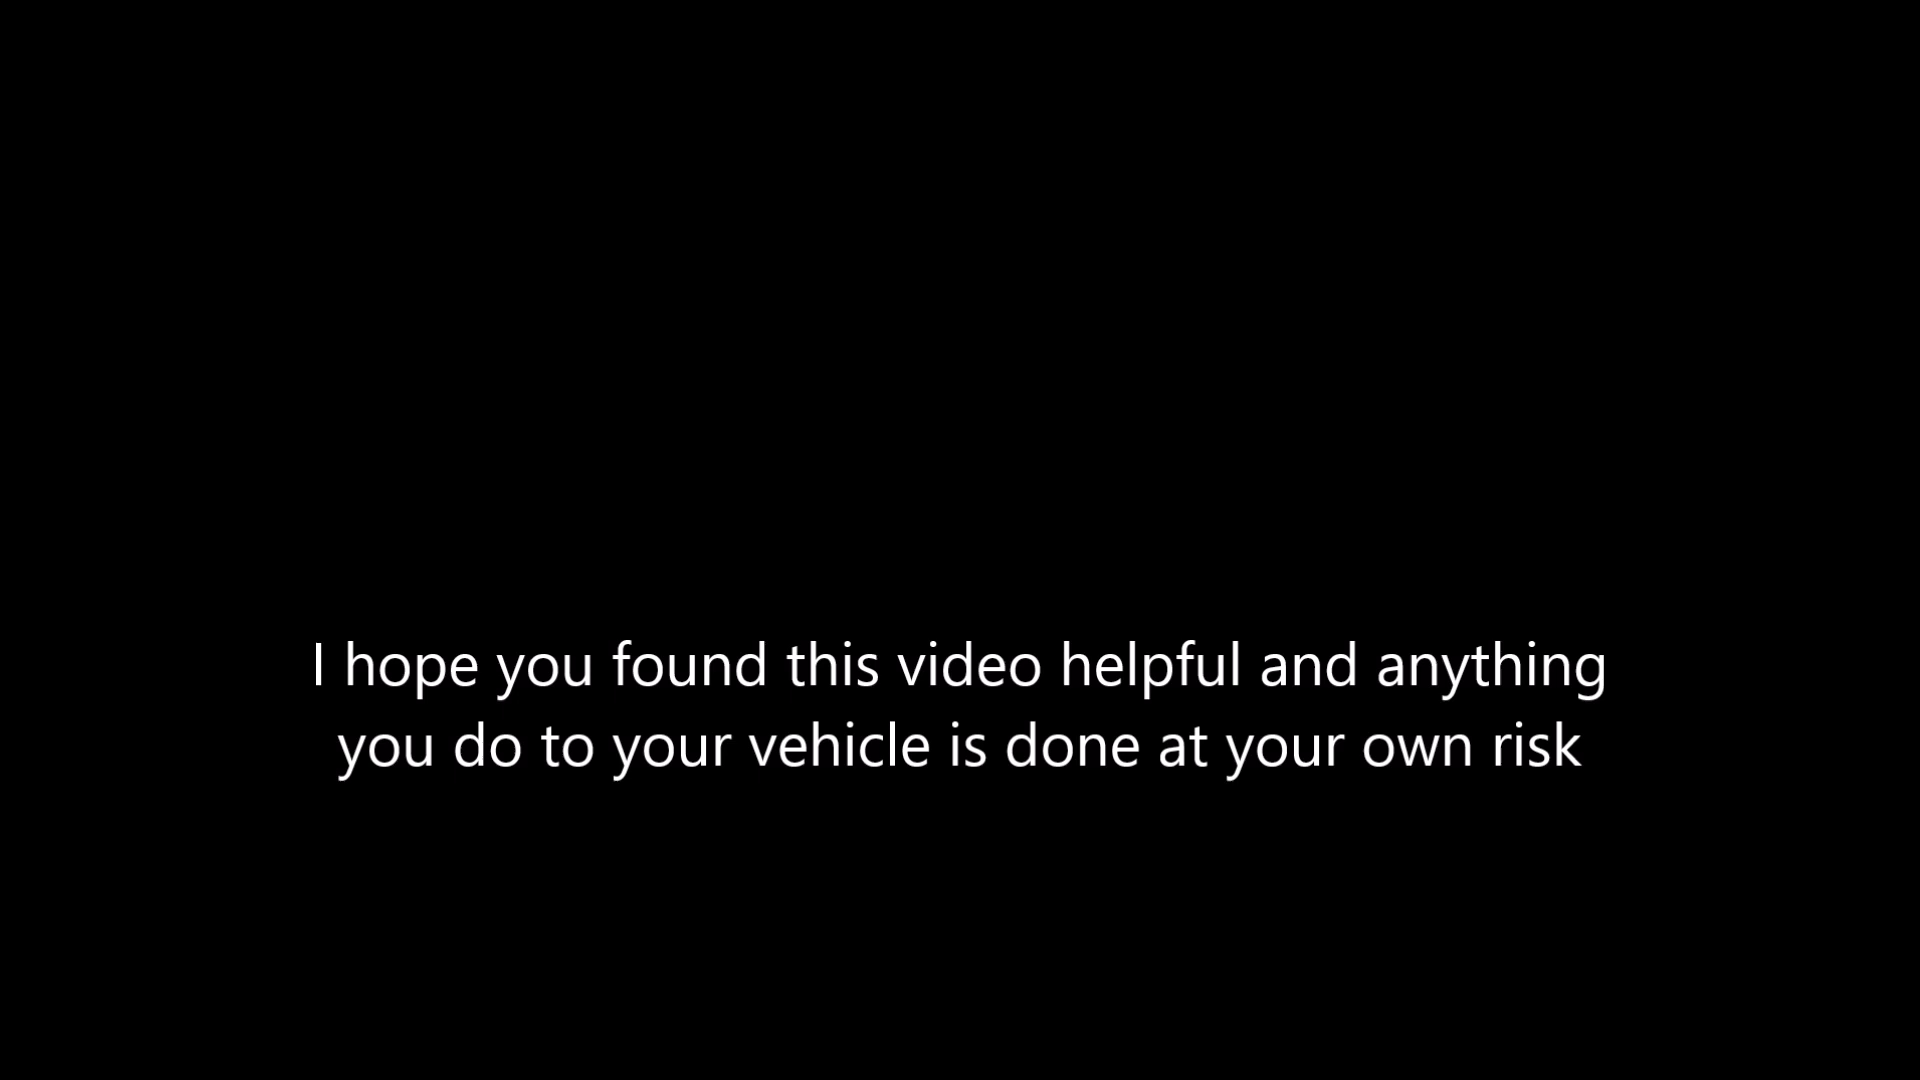 I hope you found this video helpful and anything
you do to your vehicle is done at your own risk